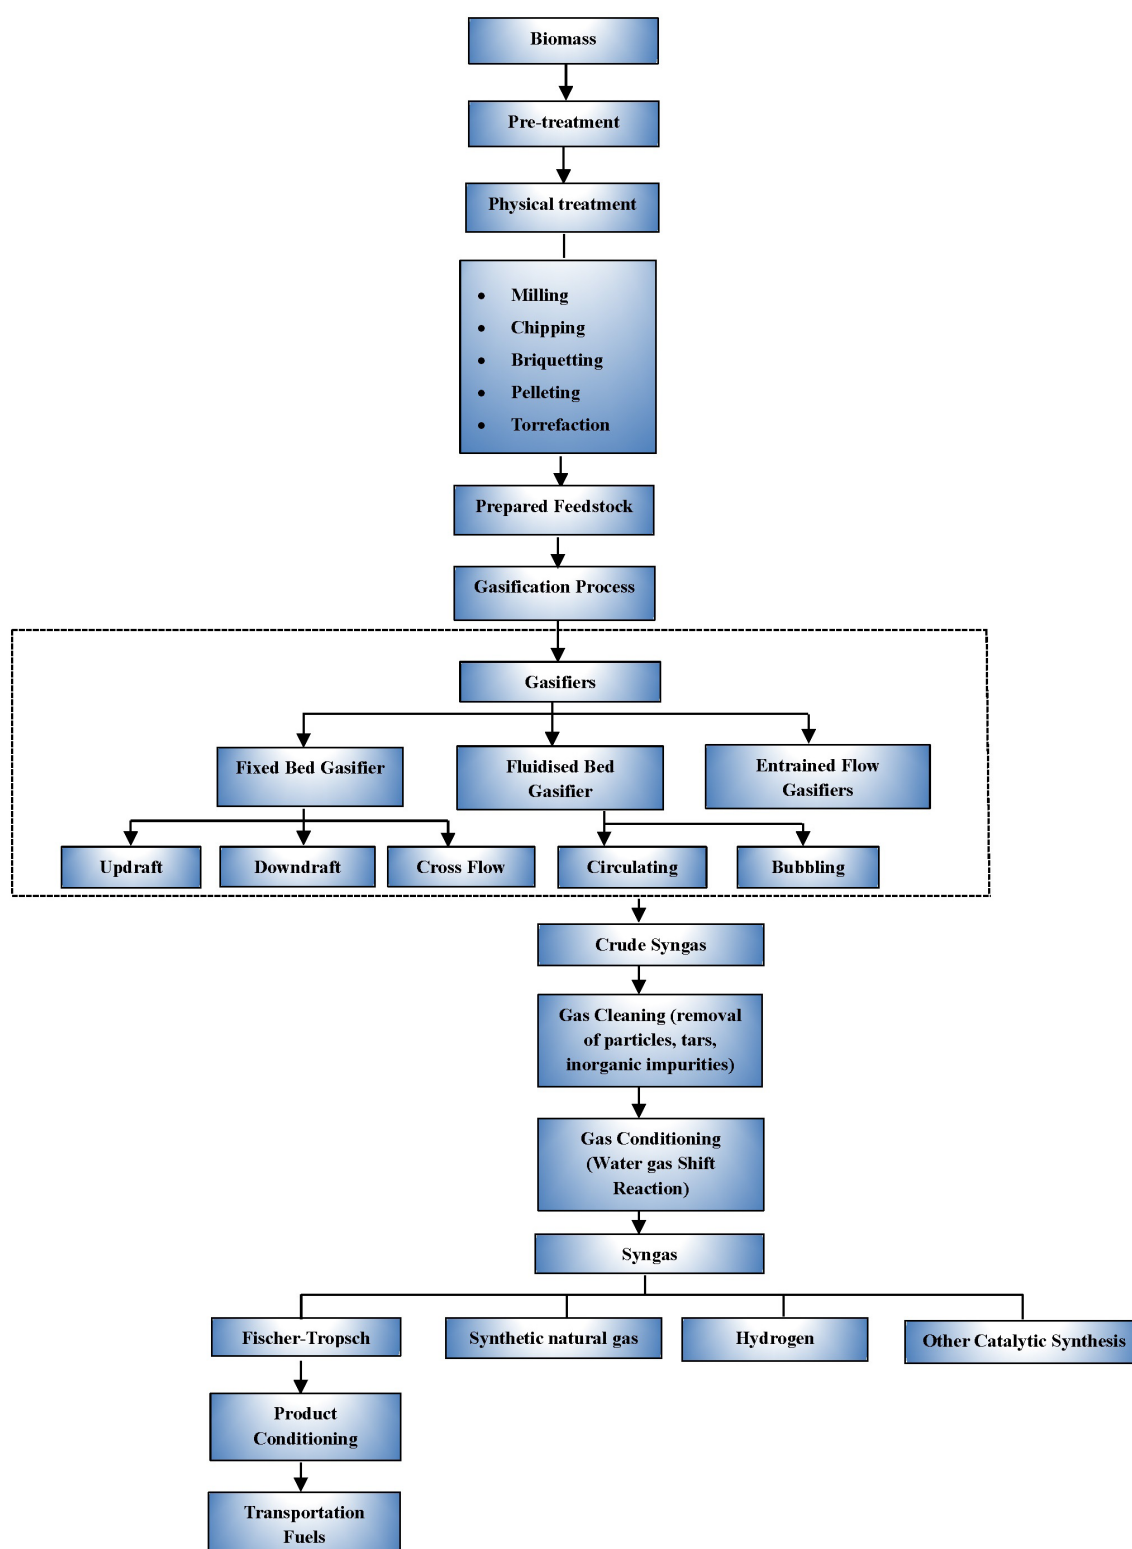 Biomass
Pre-treatment
Physical treatment
• Milling
• Chipping
• Briquetting
• Pelleting
• Torrefaction
Prepared Feedstock
Gasification Process
Gasifiers
Fixed Bed Gasifier
Fluidised Bed
Gasifier
Entrained Flow
Gasifiers
Updraft
Downdraft
Cross Flow
Circulating
Bubbling
Crude Syngas
Gas Cleaning (removal
of particles, tars,
inorganic impurities)
Gas Conditioning
(Water gas Shift
Reaction)
Syngas
Fischer-Tropsch
Synthetic natural gas
Hydrogen
Other Catalytic Synthesis
Product
Conditioning
Transportation
Fuels